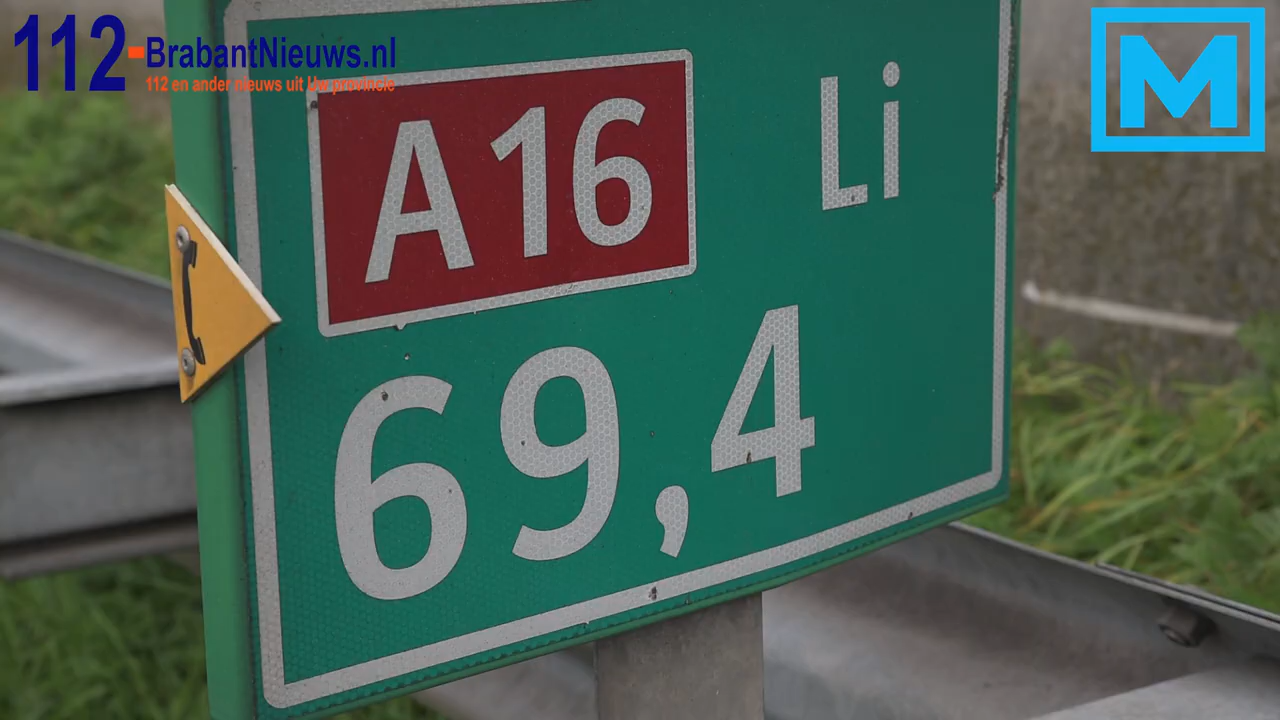 112-BrabantNieuws.nl
112 en ander nieuws uit Uw provincie
M
A16 Li
69,4